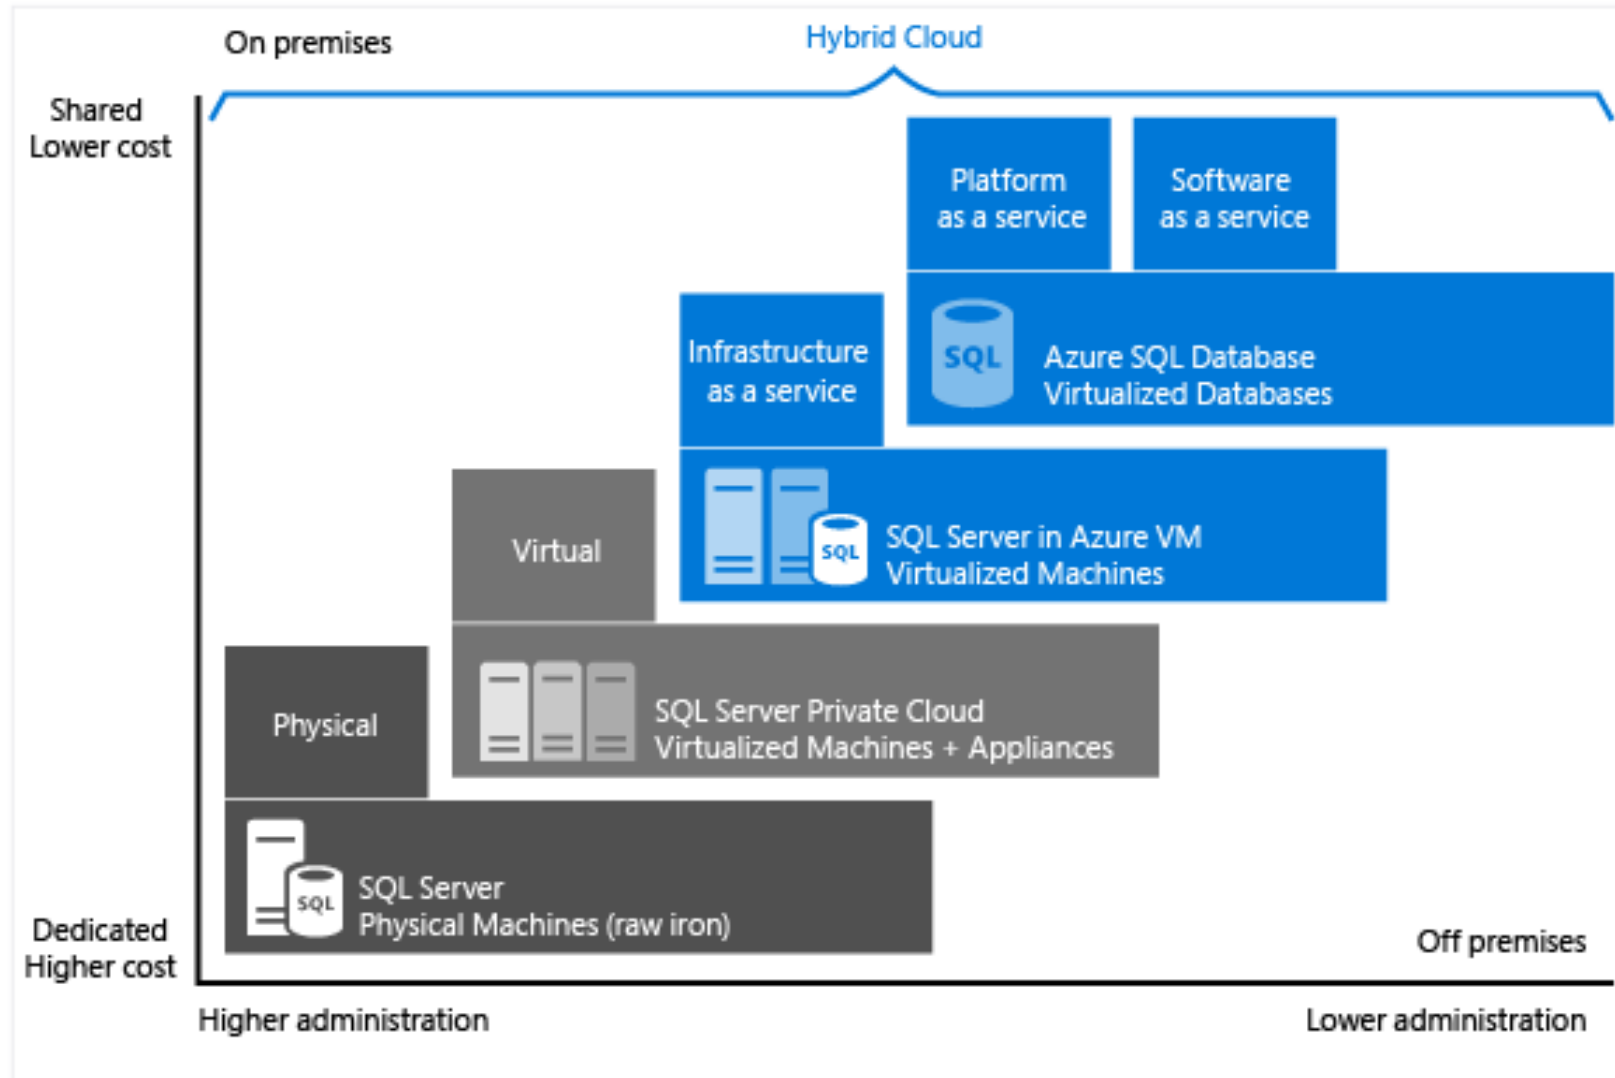 On premises
Hybrid Cloud
Shared
Lower cost
Platform
as a service
Software
as a service
SQL
Azure SQL Database
Virtualized Databases
Infrastructure
as a service
SQL
SQL Server in Azure VM
Virtualized Machines
Virtual
SQL Server Private Cloud
Virtualized Machines + Appliances
Physical
SQL
SQL Server
Physical Machines (raw iron)
Dedicated
Higher cost
Off premises
Higher administration
Lower administration